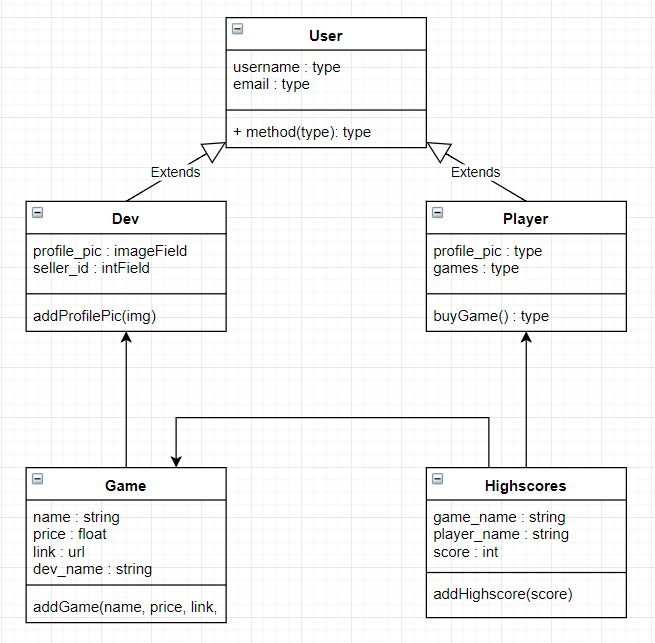 User
username : type
email : type
+ method(type): type
Extends
Extends
Dev
profile_pic : imageField
seller_id : intField
addProfilePic(img)
Player
profile_pic : type
games : type
buyGame() : type
Game
name : string
price : float
link : url
dev_name : string
addGame(name, price, link,
Highscores
game_name : string
player_name : string
score : int
addHighscore(score)